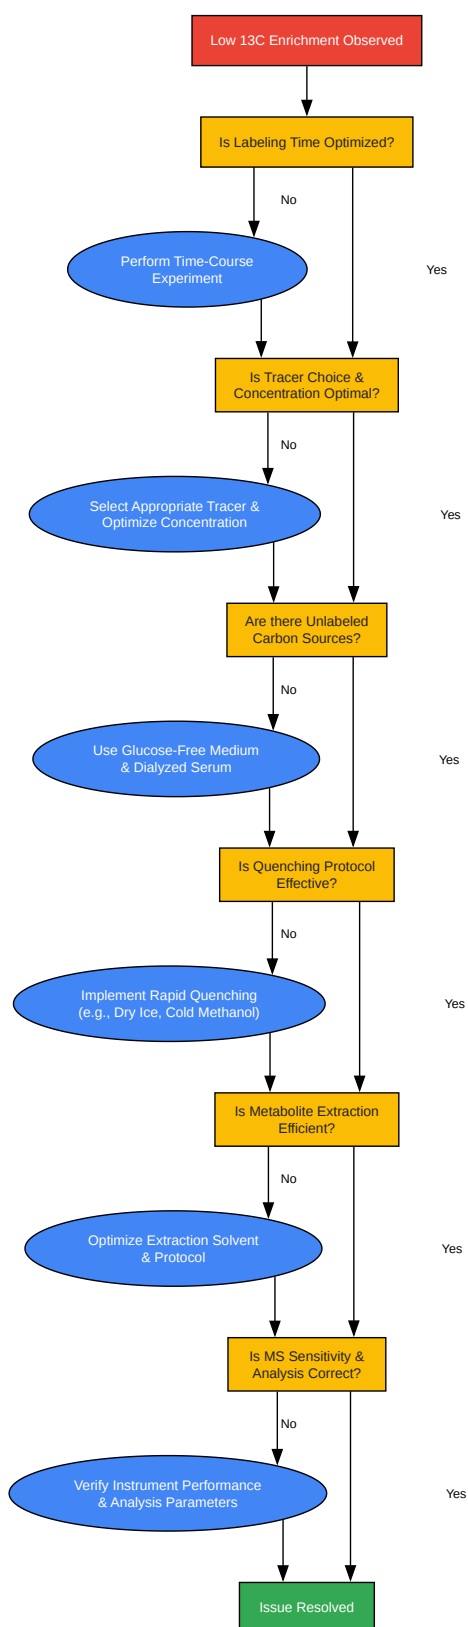 Low 13C Enrichment Observed
Is Labeling Time Optimized?
No
Perform Time-Course
Experiment
Yes
Is Tracer Choice &
Concentration Optimal?
No
Select Appropriate Tracer &
Optimize Concentration
Yes
Are there Unlabeled
Carbon Sources?
No
Use Glucose-Free Medium
& Dialyzed Serum
Yes
Is Quenching Protocol
Effective?
No
Implement Rapid Quenching
(e.g., Dry Ice, Cold Methanol)
Yes
Is Metabolite Extraction
Efficient?
No
Optimize Extraction Solvent
& Protocol
Yes
Is MS Sensitivity &
Analysis Correct?
No
Verify Instrument Performance
& Analysis Parameters
Yes
Issue Resolved